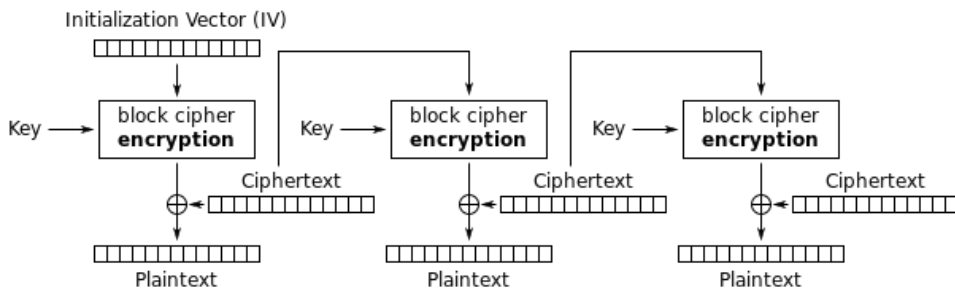 Initialization Vector (IV)
Key
block cipher
encryption
Key
block cipher
encryption
Key
block cipher
encryption
Ciphertext
Ciphertext
Ciphertext
Plaintext
Plaintext
Plaintext